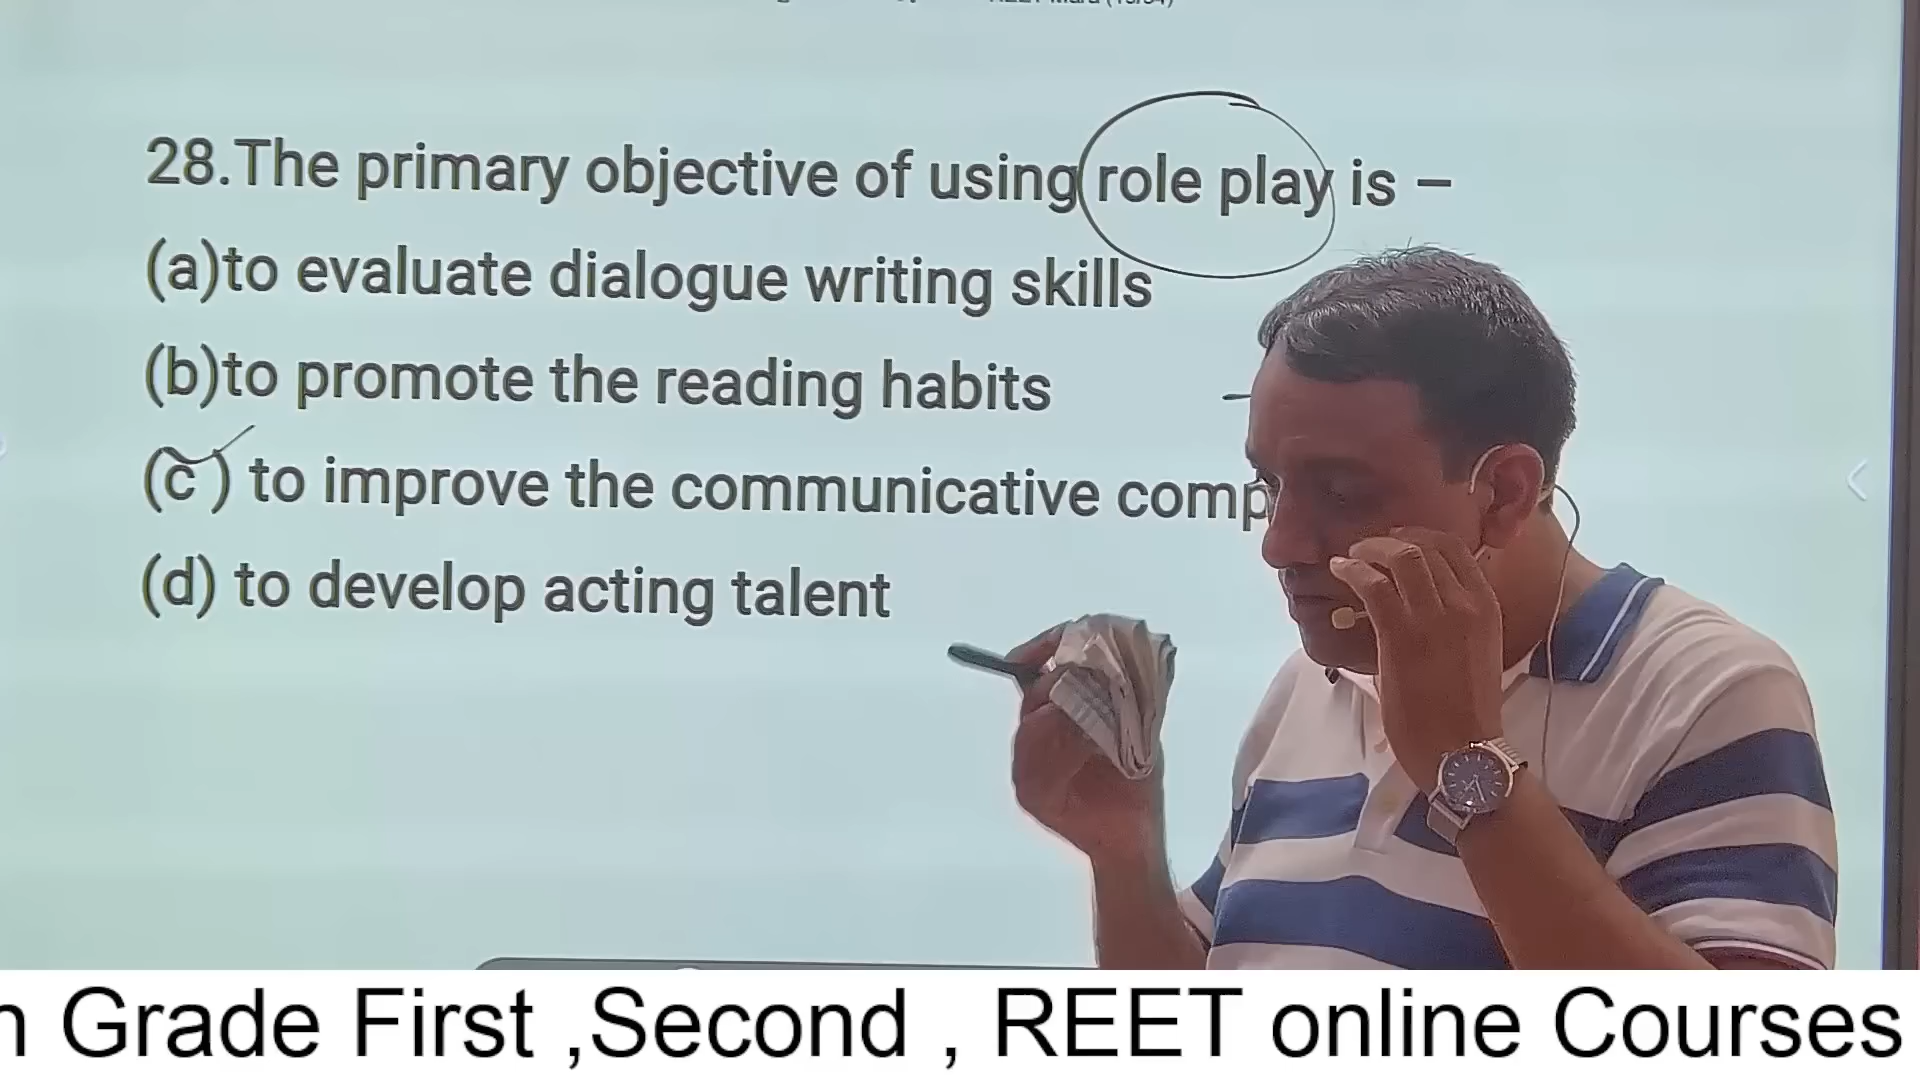 28.The primary objective of using role play is –
(a)to evaluate dialogue writing skills
(b)to promote the reading habits
(c ) to improve the communicative
(d) to develop acting talent
Grade First ,Second , REET online Courses